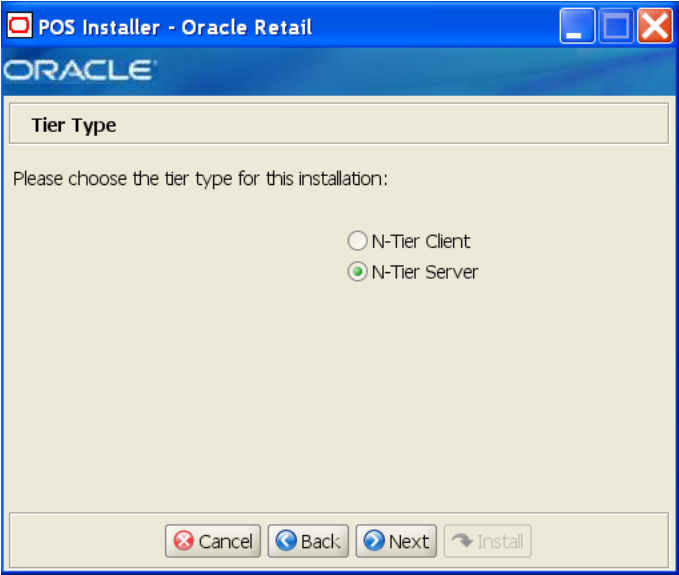 POS Installer - Oracle Retail
ORACLE
Tier Type
Please choose the tier type for this installation:
N-Tier Client
N-Tier Server
Cancel
Back
Next
Install